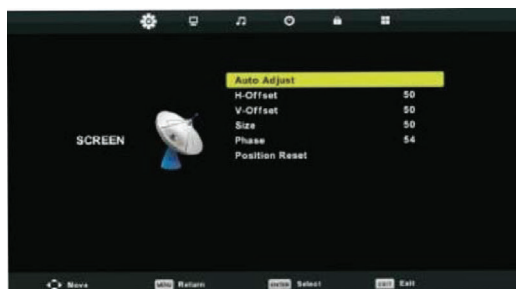 Auto Adjust
H-Offset 50
V-Offset 50
Size 50
SCREEN
Phase 54
Position Reset
Move MENU Return ENTER Select EXIT Exit